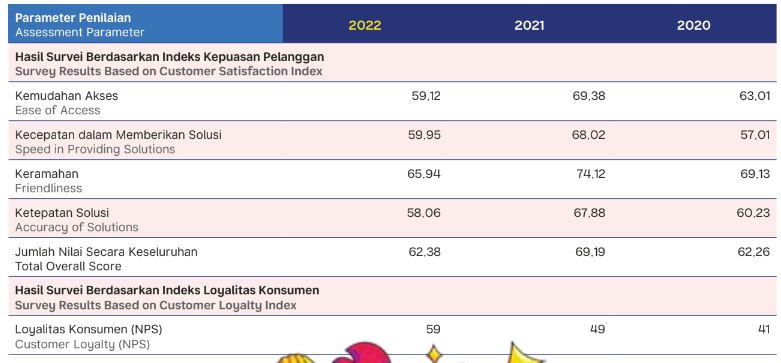 Parameter Penilaian
Assessment Parameter
2022 2021 2020
Hasil Survei Berdasarkan Indeks Kepuasan Pelanggan
Survey Results Based on Customer Satisfaction Index
Kemudahan Akses 59,12 69,38 63,01
Ease of Access
Kecepatan dalam Memberikan Solusi 59,95 68,02 57,01
Speed in Providing Solutions
Keramahan 65,94 74,12 69,13
Friendliness
Ketepatan Solusi 58,06 67,88 60,23
Accuracy of Solutions
Jumlah Nilai Secara Keseluruhan 62,38 69,19 62,26
Total Overall Score
Hasil Survei Berdasarkan Indeks Loyalitas Konsumen
Survey Results Based on Customer Loyalty Index
Loyalitas Konsumen (NPS) 59 49 41
Customer Loyalty (NPS)